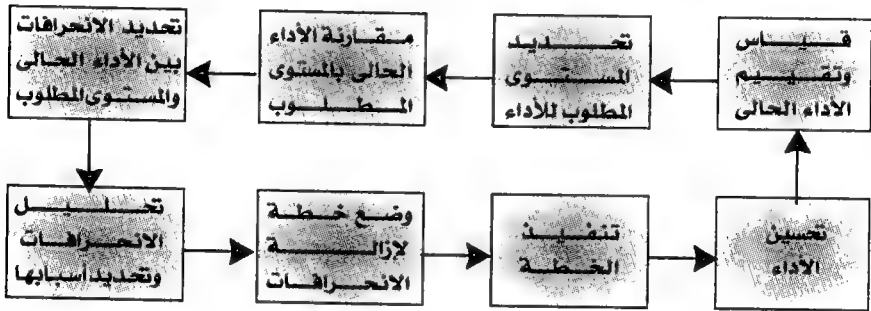 قياس
وتقييم
الأداء الحالى
تحديد
المستوى
المطلوب للأداء
مقارنة الأداء
الحالى بالمستوى
المطلوب
تحديد الانحرافات
بين الأداء الحالى
والمستوى المطلوب
تحليل
الانحرافات
وتحديد أسبابها
وضع خطة
لإزالة
الانحرافات
تنفيذ
الخطة
تحسين
الأداء